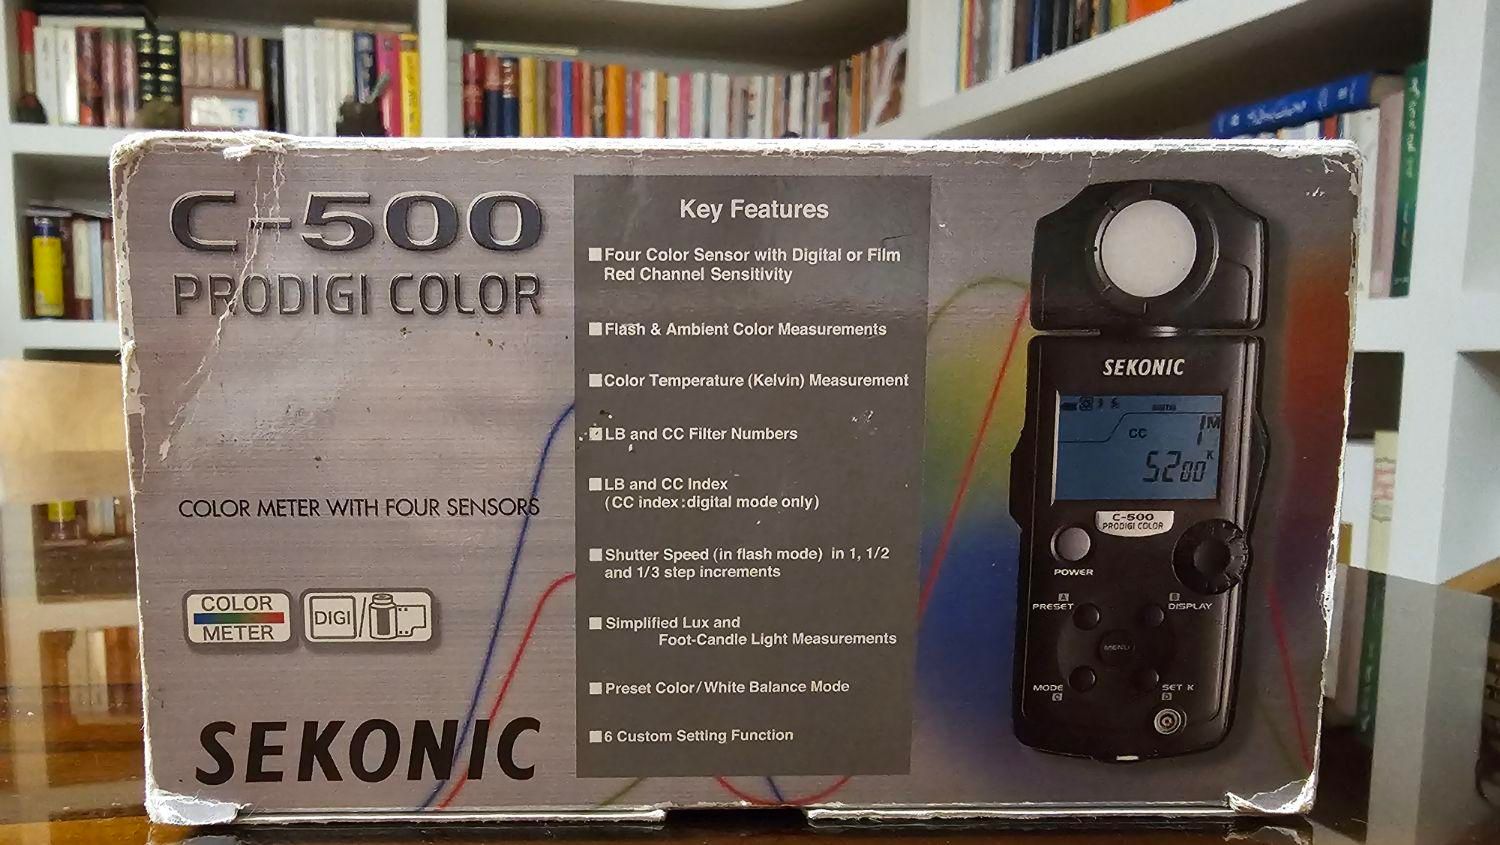 C-500
PRODIGI COLOR
COLOR METER WITH FOUR SENSORS
COLOR
METER
DIGI/
SEKONIC
Key Features
■Four Color Sensor with Digital or Film
Red Channel Sensitivity
■Flash & Ambient Color Measurements
■Color Temperature (Kelvin) Measurement
■LB and CC Filter Numbers
■LB and CC Index
(CC index:digital mode only)
■Shutter Speed (in flash mode) in 1, 1/2
and 1/3 step increments
■Simplified Lux and
Foot-Candle Light Measurements
■Preset Color/White Balance Mode
■6 Custom Setting Function
SEKONIC
DIGITAL
CC 1M
5200K
C-500
PRODIGI COLOR
POWER
A B
PRESET DISPLAY
MENU
MODE SET K
C D